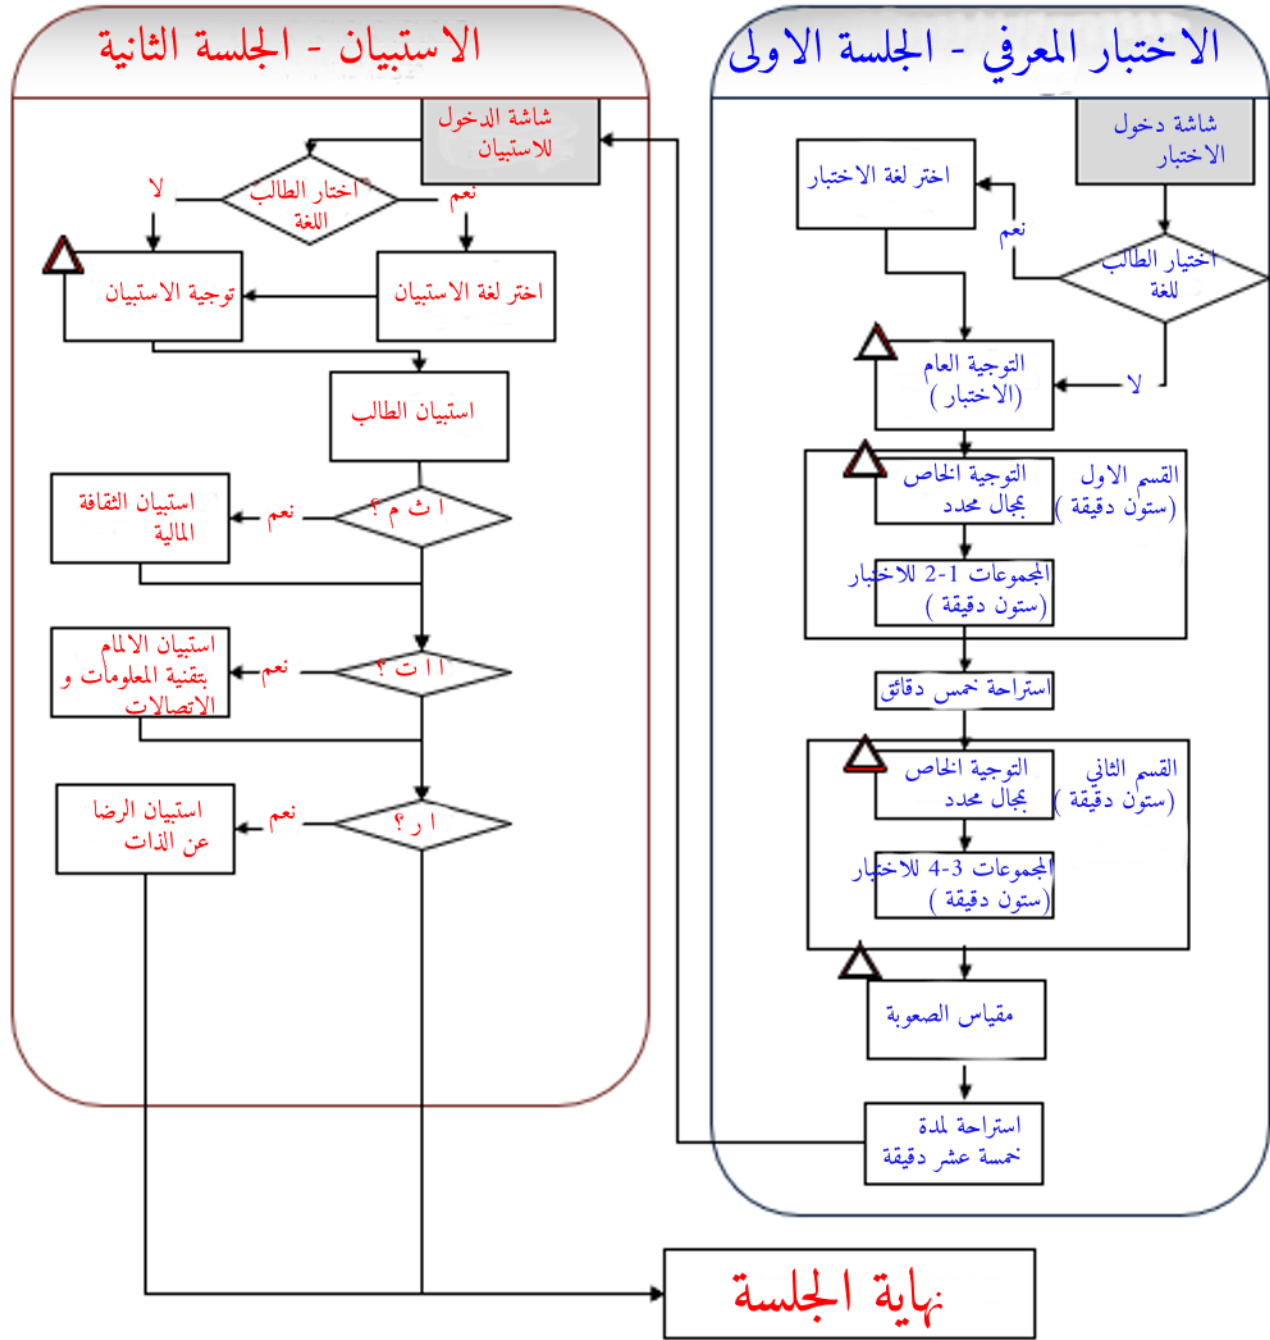 الاختبار المعرفي - الجلسة الاولى
شاشة دخول
الاختبار
اختر لغة الاختبار
نعم
اختيار الطالب
للغة
لا
التوجية العام
(الاختبار )
القسم الاول
(ستون دقيقة )
التوجية الخاص
بمجال محدد
المجموعات 1-2 للاختبار
(ستون دقيقة )
استراحة خمس دقائق
القسم الثاني
(ستون دقيقة )
التوجية الخاص
بمجال محدد
المجموعات 3-4 للاختبار
(ستون دقيقة )
مقياس الصعوبة
استراحة لمدة
خمسة عشر دقيقة
الاستبيان - الجلسة الثانية
شاشة الدخول
للاستبيان
اختار الطالب
اللغة
نعم
لا
اختر لغة الاستبيان
توجية الاستبيان
استبيان الطالب
ا ث م ؟
نعم
استبيان الثقافة
المالية
ا ا ت ؟
نعم
استبيان الالمام
بتقنية المعلومات و
الاتصالات
ا ر ؟
نعم
استبيان الرضا
عن الذات
نهاية الجلسة